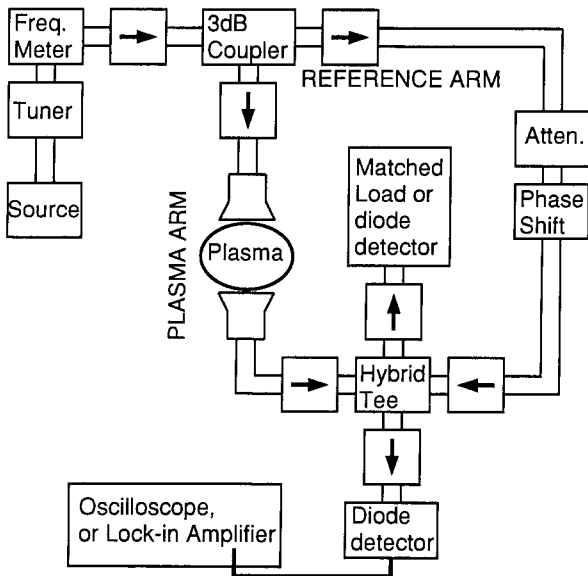 Freq.
Meter
3dB
Coupler
REFERENCE ARM
Tuner
Atten.
Source
Matched
Load or
diode
detector
Phase
Shift
PLASMA ARM
Plasma
Hybrid
Tee
Oscilloscope,
or Lock-in Amplifier
Diode
detector